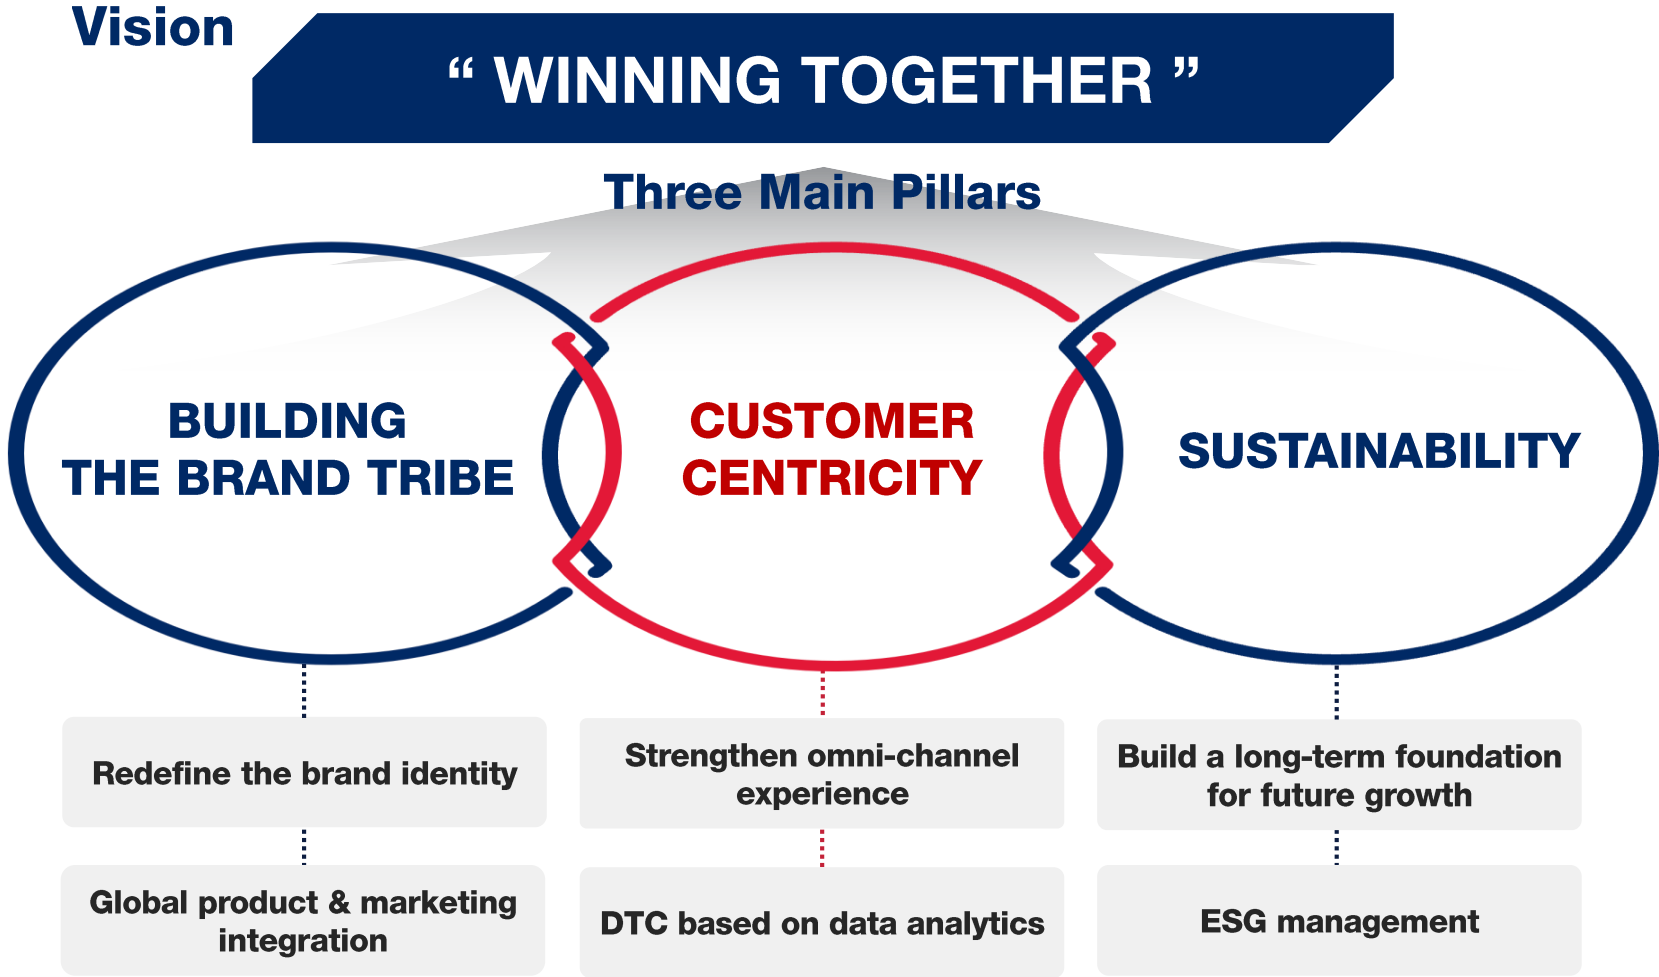 Vision
“ WINNING TOGETHER ”
Three Main Pillars
BUILDING
THE BRAND TRIBE
CUSTOMER
CENTRICITY
SUSTAINABILITY
Redefine the brand identity
Strengthen omni-channel
experience
Build a long-term foundation
for future growth
Global product & marketing
integration
DTC based on data analytics
ESG management